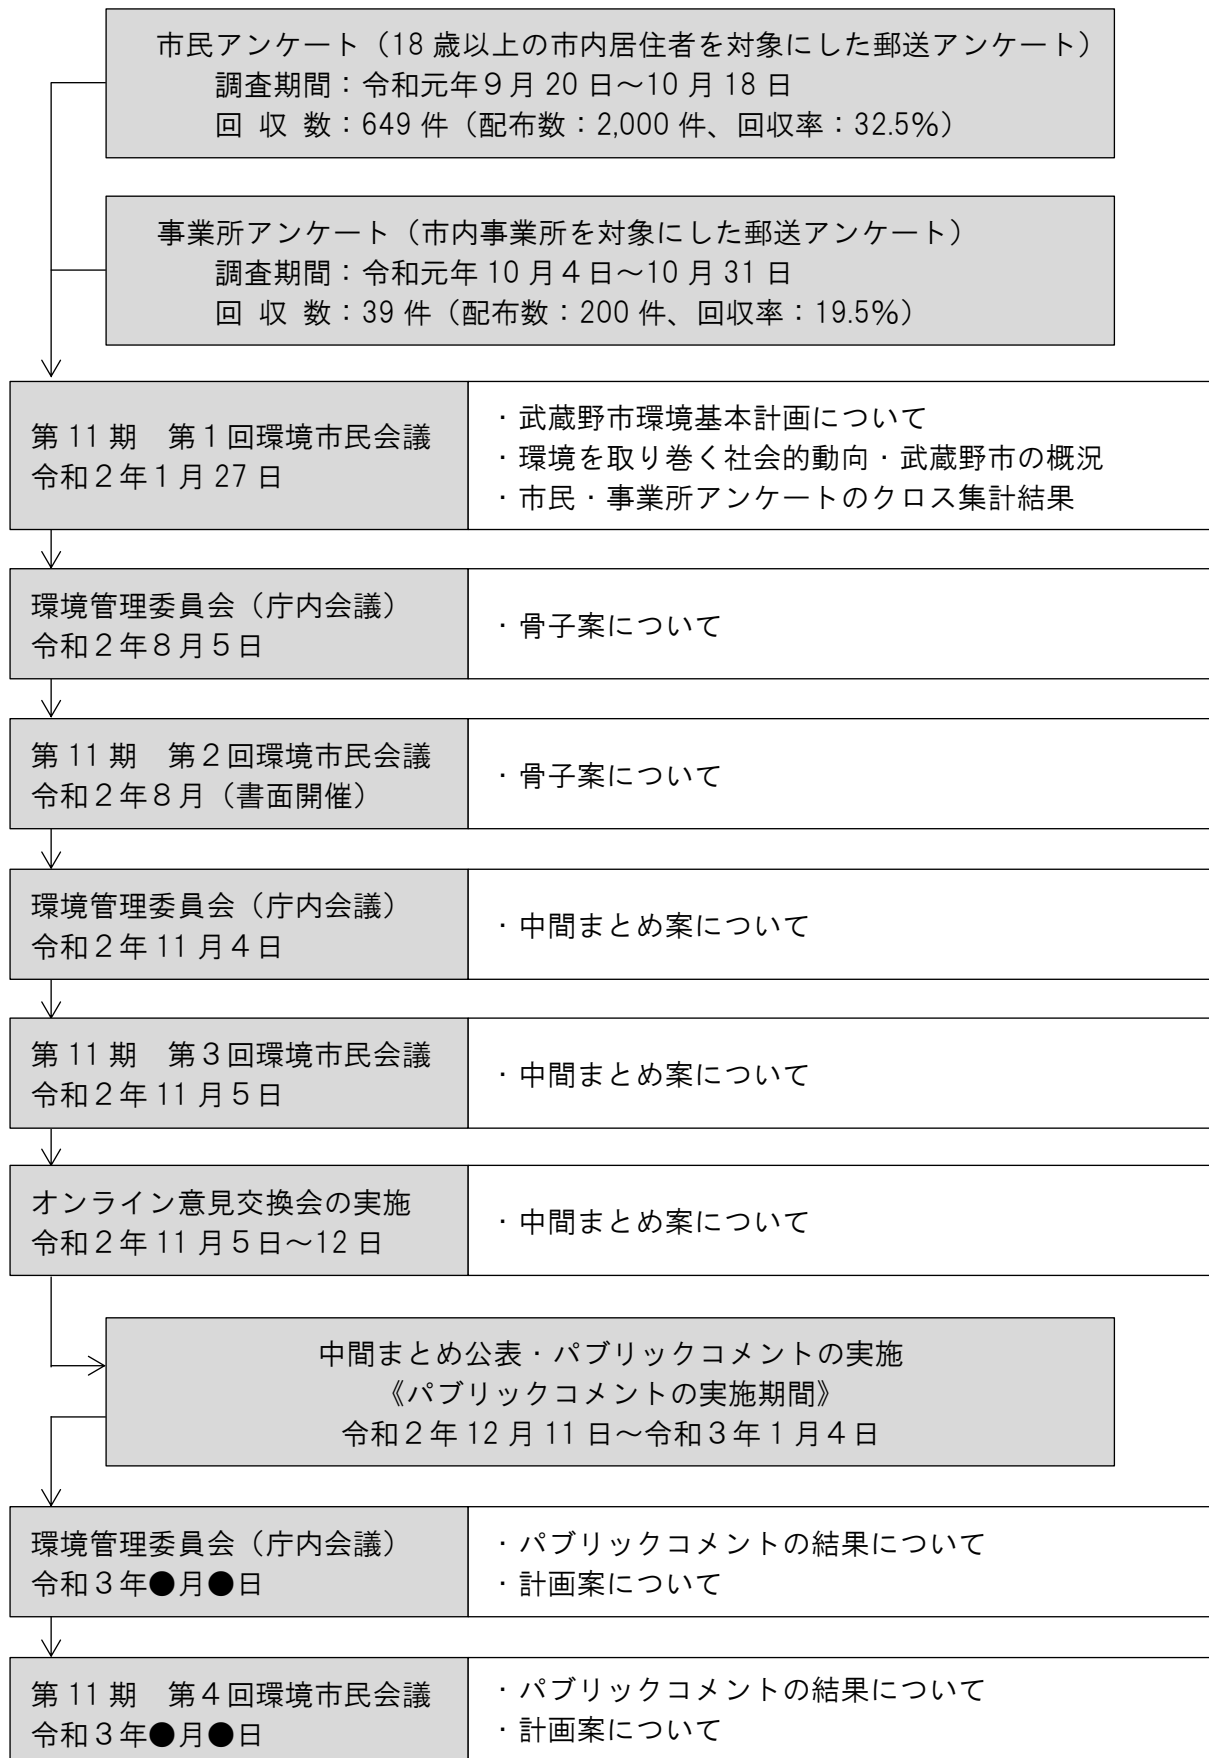 市民アンケート（18 歳以上の市内居住者を対象にした郵送アンケート）
調査期間：令和元年９月 20 日～10 月 18 日
回 収 数：649 件（配布数：2,000 件、回収率：32.5％）
事業所アンケート（市内事業所を対象にした郵送アンケート）
調査期間：令和元年 10 月４日～10 月 31 日
回 収 数：39 件（配布数：200 件、回収率：19.5％）
第 11 期　第１回環境市民会議
令和２年１月 27 日
・武蔵野市環境基本計画について
・環境を取り巻く社会的動向・武蔵野市の概況
・市民・事業所アンケートのクロス集計結果
環境管理委員会（庁内会議）
令和２年８月５日
・骨子案について
第 11 期　第２回環境市民会議
令和２年８月（書面開催）
・骨子案について
環境管理委員会（庁内会議）
令和２年 11 月４日
・中間まとめ案について
第 11 期　第３回環境市民会議
令和２年 11 月５日
・中間まとめ案について
オンライン意見交換会の実施
令和２年 11 月５日～12 日
・中間まとめ案について
中間まとめ公表・パブリックコメントの実施
《パブリックコメントの実施期間》
令和２年 12 月 11 日～令和３年１月４日
環境管理委員会（庁内会議）
令和３年●月●日
・パブリックコメントの結果について
・計画案について
第 11 期　第４回環境市民会議
令和３年●月●日
・パブリックコメントの結果について
・計画案について